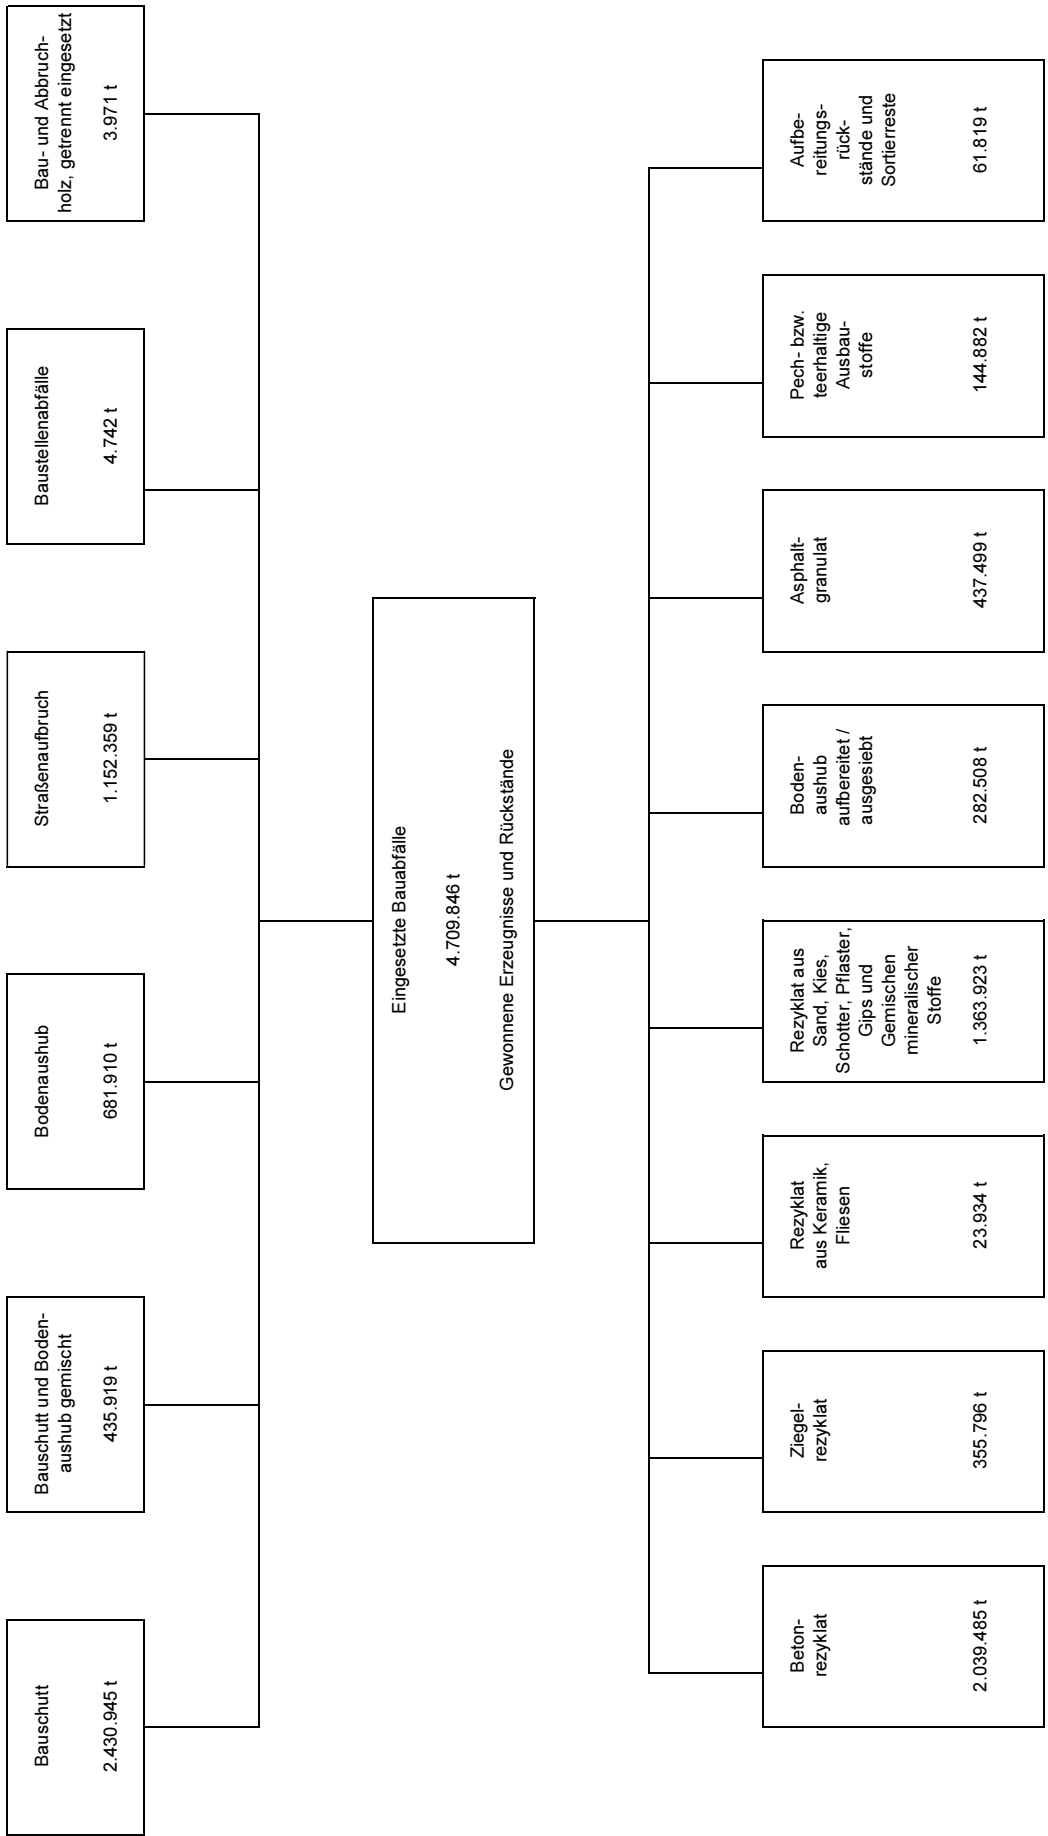 Bauschutt
2.430.945 t
Bauschutt und Boden-
aushub gemischt
435.919 t
Bodenaushub
681.910 t
Straßenaufbruch
1.152.359 t
Baustellenabfälle
4.742 t
Bau- und Abbruch-
holz, getrennt eingesetzt
3.971 t
Eingesetzte Bauabfälle
4.709.846 t
Gewonnene Erzeugnisse und Rückstände
Beton-
rezyklat
2.039.485 t
Ziegel-
rezyklat
355.796 t
Rezyklat
aus Keramik,
Fliesen
23.934 t
Rezyklat aus
Sand, Kies,
Schotter, Pflaster,
Gips und
Gemischen
mineralischer
Stoffe
1.363.923 t
Boden-
aushub
aufbereitet /
ausgesiebt
282.508 t
Asphalt-
granulat
437.499 t
Pech- bzw.
teerhaltige
Ausbau-
stoffe
144.882 t
Aufbe-
reitungs-
rück-
stände und
Sortierreste
61.819 t